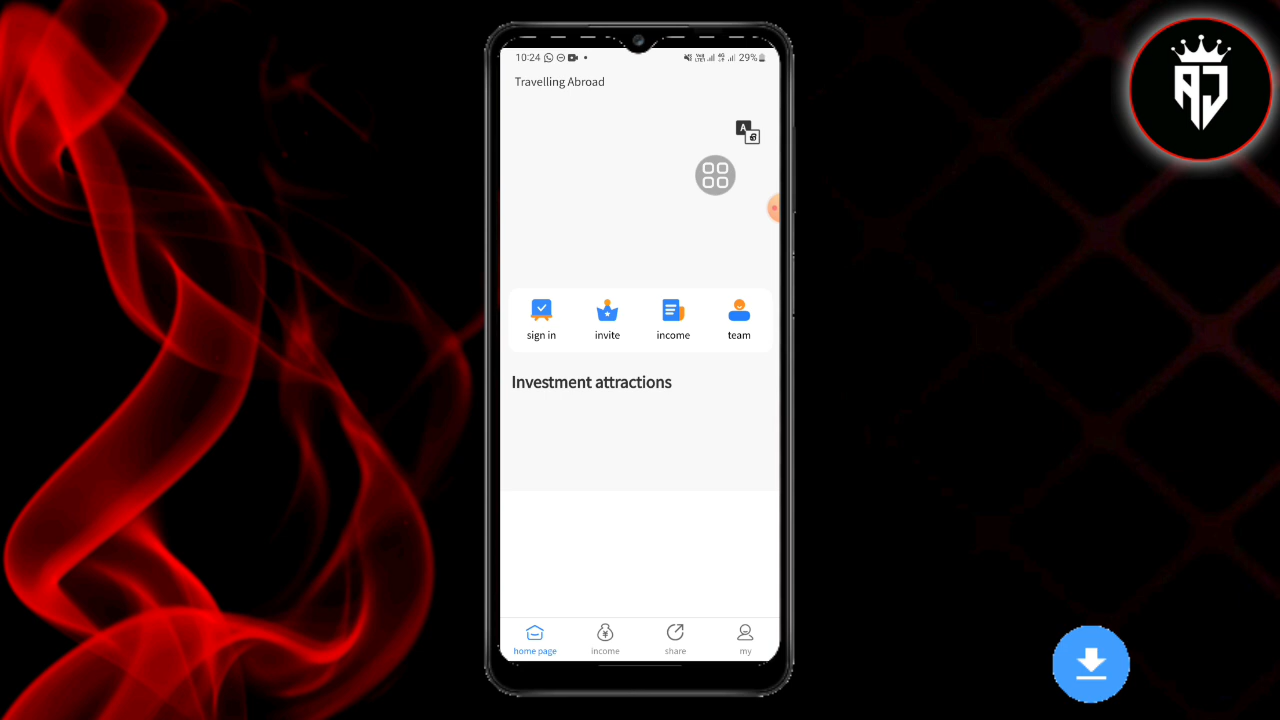 AJ
10:24
29%
Travelling Abroad
A
sign in
invite
income
team
Investment attractions
home page
income
share
my